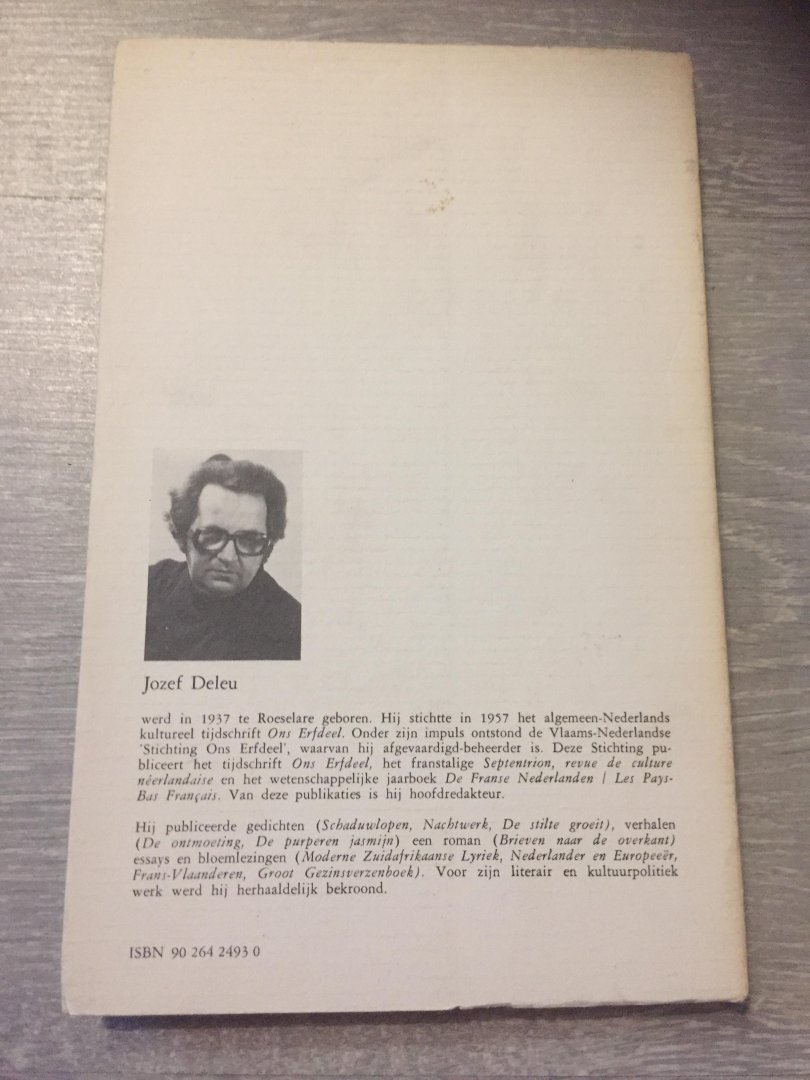 Jozef Deleu
werd in 1937 te Roeselare geboren. Hij stichtte in 1957 het algemeen-Nederlands
kultureel tijdschrift Ons Erfdeel. Onder zijn impuls ontstond de Vlaams-Nederlandse
'Stichting Ons Erfdeel', waarvan hij afgevaardigd-beheerder is. Deze Stichting pu-
bliceert het tijdschrift Ons Erfdeel, het franstalige Septentrion, revue de culture
néerlandaise en het wetenschappelijke jaarboek De Franse Nederlanden / Les Pays-
Bas Français. Van deze publikaties is hij hoofdredakteur.
Hij publiceerde gedichten (Schaduwlopen, Nachtwerk, De stilte groeit), verhalen
(De ontmoeting, De purperen jasmijn) een roman (Brieven naar de overkant)
essays en bloemlezingen (Moderne Zuidafrikaanse Lyriek, Nederlander en Europeeër,
Frans-Vlaanderen, Groot Gezinsverzenboek). Voor zijn literair en kultuurpolitiek
werk werd hij herhaaldelijk bekroond.
ISBN 90 264 2493 0